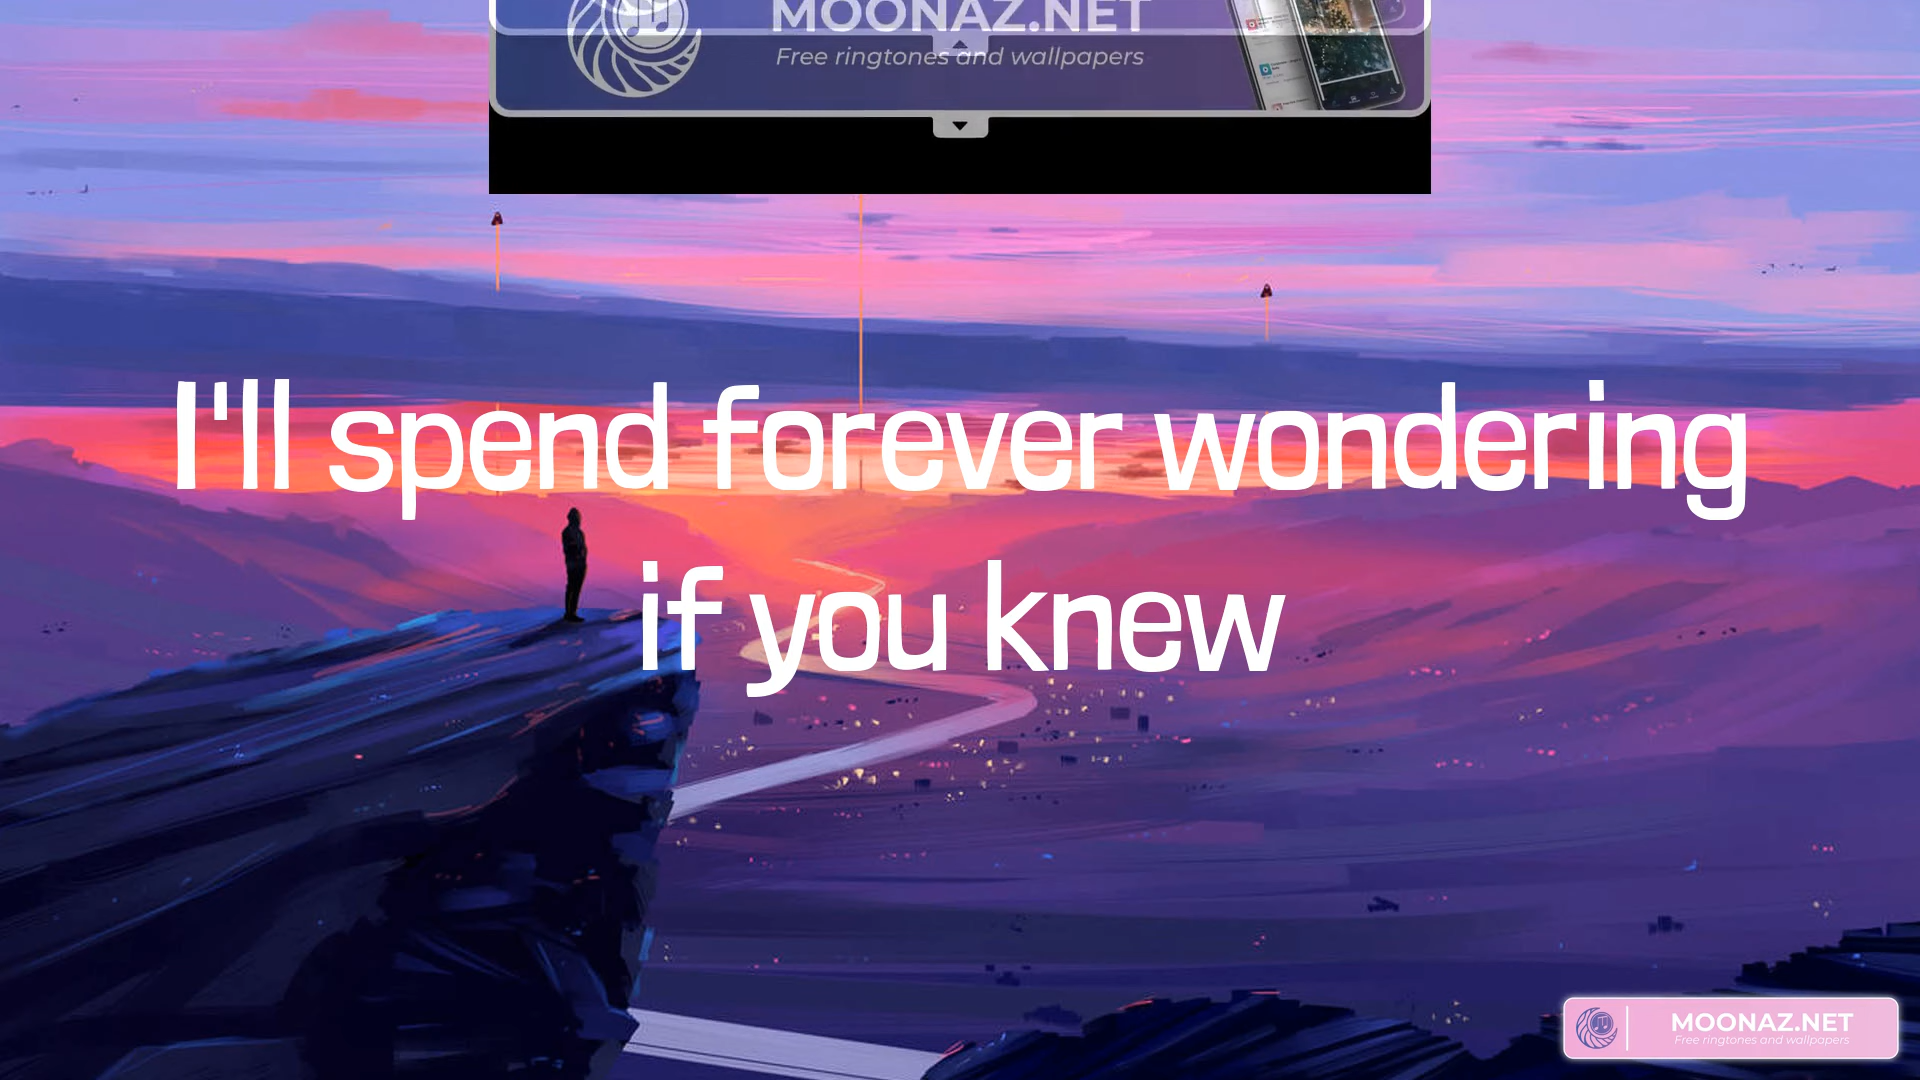 MOONAZ.NET
Free ringtones and wallpapers
I'll spend forever wondering
if you knew
MOONAZ.NET
Free ringtones and wallpapers